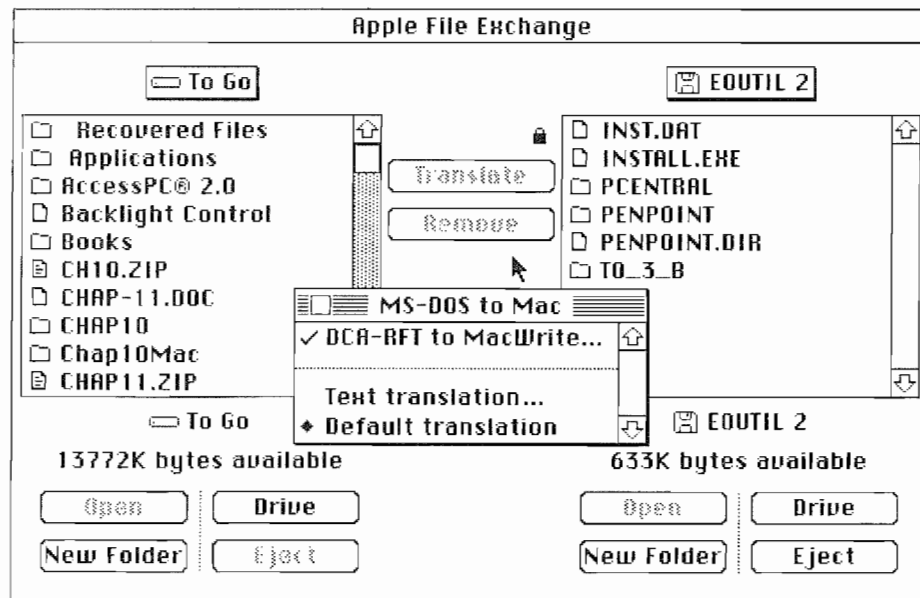 Apple File Exchange
To Go
EOUTIL 2
Recovered Files
Applications
AccessPC® 2.0
Backlight Control
Books
CH10.ZIP
CHAP-11.DOC
CHAP10
Chap10Mac
CHAP11.ZIP
Translate
Remove
INST.DAT
INSTALL.EXE
PCENTRAL
PENPOINT
PENPOINT.DIR
TO_3_B
MS-DOS to Mac
✓ DCA-RFT to MacWrite...
Text translation...
◆ Default translation
To Go
13772K bytes available
Open
Drive
New Folder
Eject
EOUTIL 2
633K bytes available
Open
Drive
New Folder
Eject